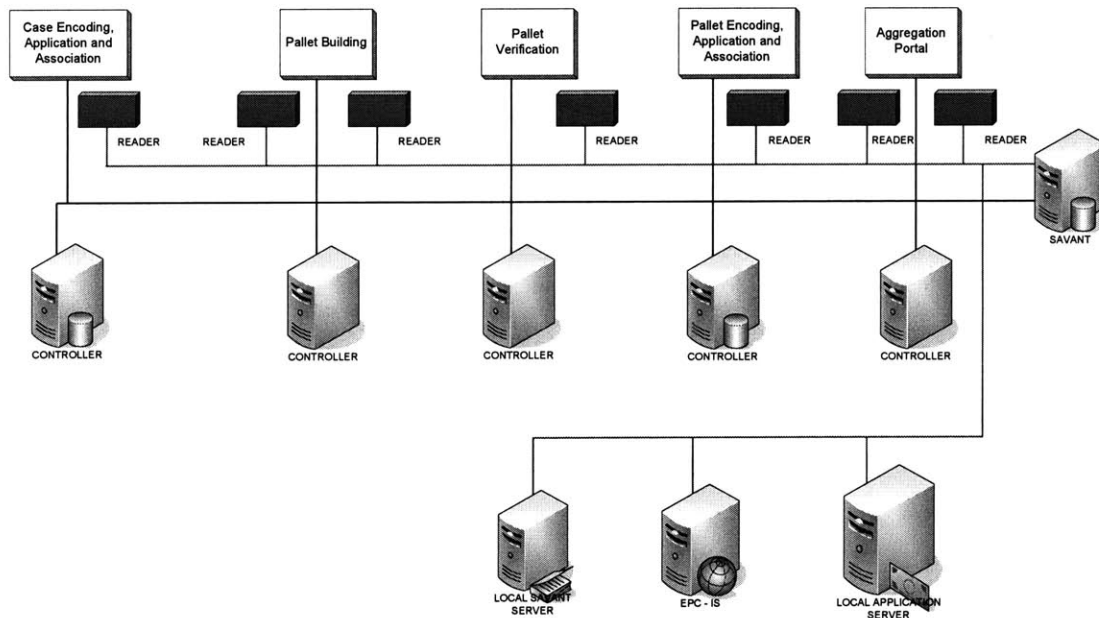 Case Encoding,
Application and
Association
Pallet Building
Pallet
Verification
Pallet Encoding,
Application and
Association
Aggregation
Portal
READER
READER
READER
READER
READER
READER
READER
SAVANT
CONTROLLER
CONTROLLER
CONTROLLER
CONTROLLER
CONTROLLER
LOCAL SAVANT
SERVER
EPC - IS
LOCAL APPLICATION
SERVER